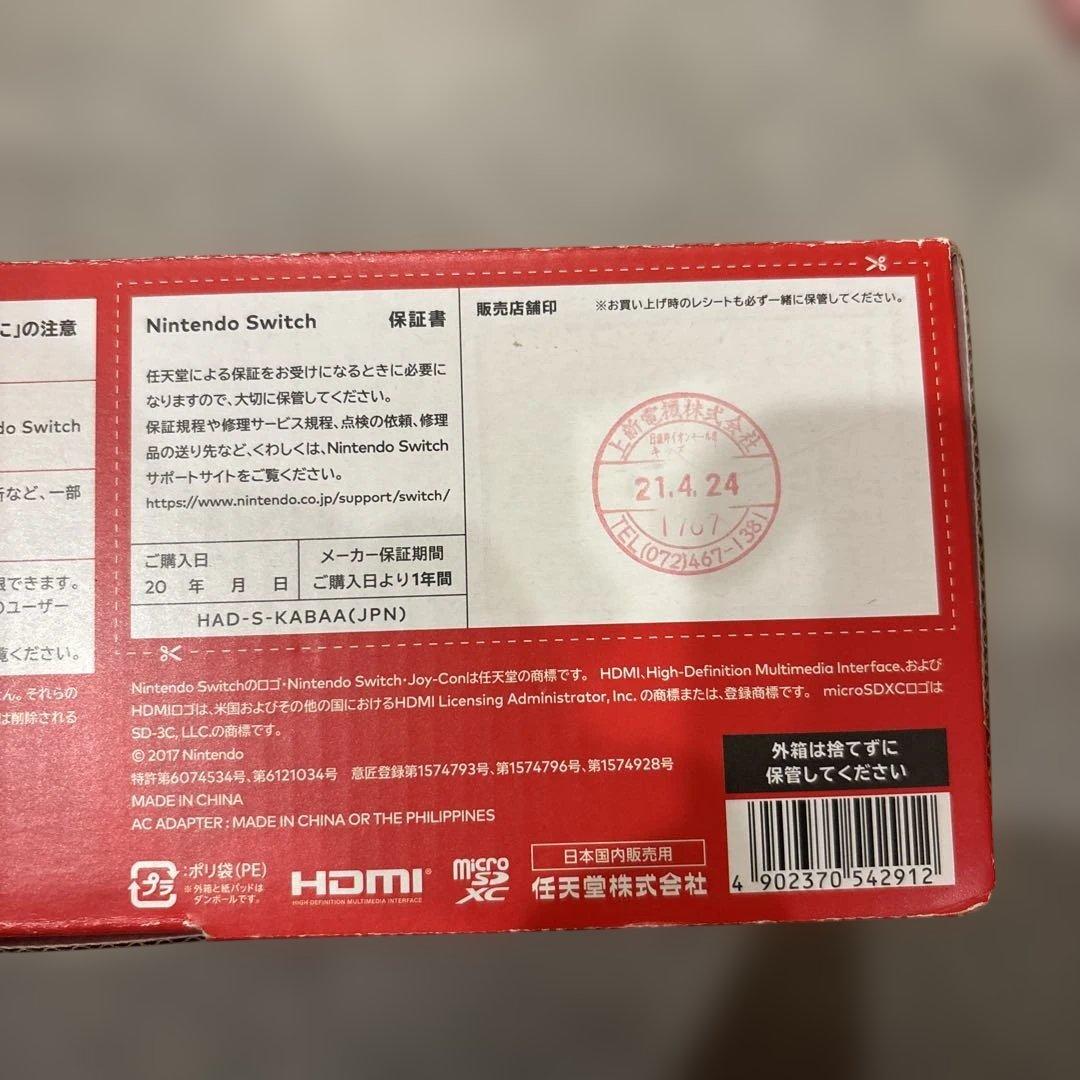 に」の注意
do Switch
所など、一部
限できます。
のユーザー
覧ください。
ん。それらの
は削除される
Nintendo Switch 保証書
任天堂による保証をお受けになるときに必要に
なりますので、大切に保管してください。
保証規程や修理サービス規程、点検の依頼、修理
品の送り先など、くわしくは、Nintendo Switch
サポートサイトをご覧ください。
https://www.nintendo.co.jp/support/switch/
ご購入日
20 年 月 日
メーカー保証期間
ご購入日より1年間
HAD-S-KABAA(JPN)
販売店舗印 ※お買い上げ時のレシートも必ず一緒に保管してください。
上新電機株式会社
キッズ
21.4.24
1767
TEL(072)467-1381
Nintendo Switchのロゴ・Nintendo Switch・Joy-Conは任天堂の商標です。 HDMI、High-Definition Multimedia Interface、および
HDMIロゴは、米国およびその他の国におけるHDMI Licensing Administrator, Inc. の商標または、登録商標です。 microSDXCロゴは
SD-3C, LLC.の商標です。
© 2017 Nintendo
特許第6074534号、第6121034号 意匠登録第1574793号、第1574796号、第1574928号
MADE IN CHINA
AC ADAPTER : MADE IN CHINA OR THE PHILIPPINES
プラ
:ポリ袋(PE)
※外箱と紙パッドは
ダンボールです。
HDMI®
HIGH-DEFINITION MULTIMEDIA INTERFACE
micro
SD
XC
日本国内販売用
任天堂株式会社
外箱は捨てずに
保管してください
4 902370 542912